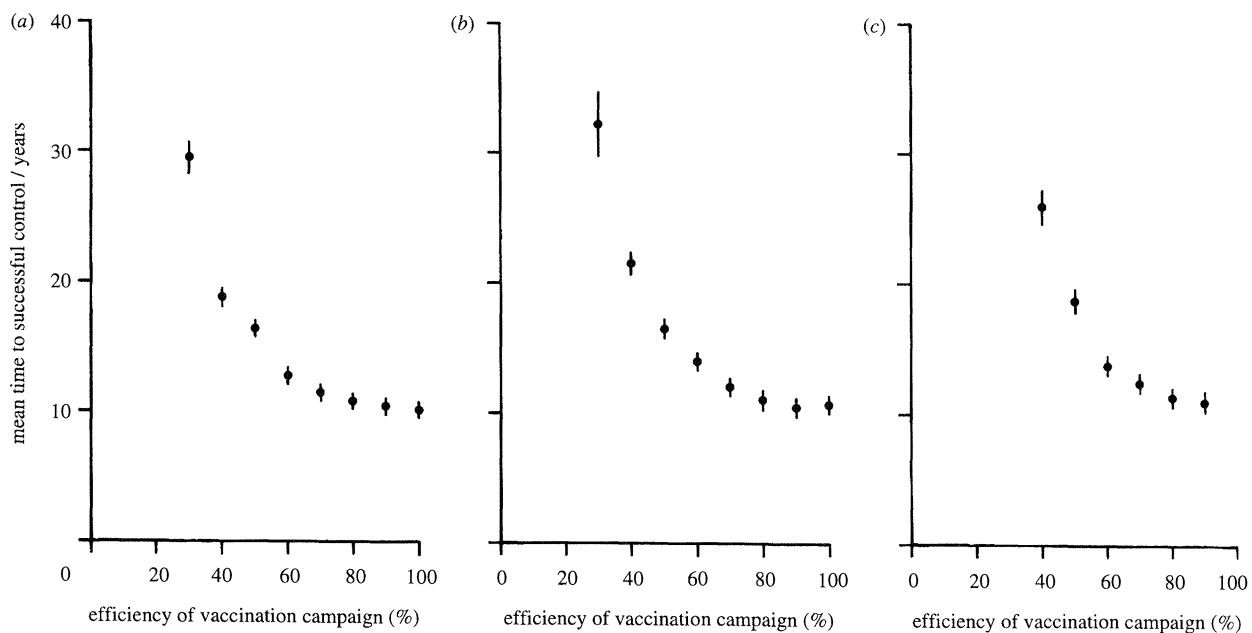 (a)
40
30
20
10
0
mean time to successful control / years
20 40 60 80 100
efficiency of vaccination campaign (%)
(b)
0 20 40 60 80 100
efficiency of vaccination campaign (%)
(c)
0 20 40 60 80 100
efficiency of vaccination campaign (%)